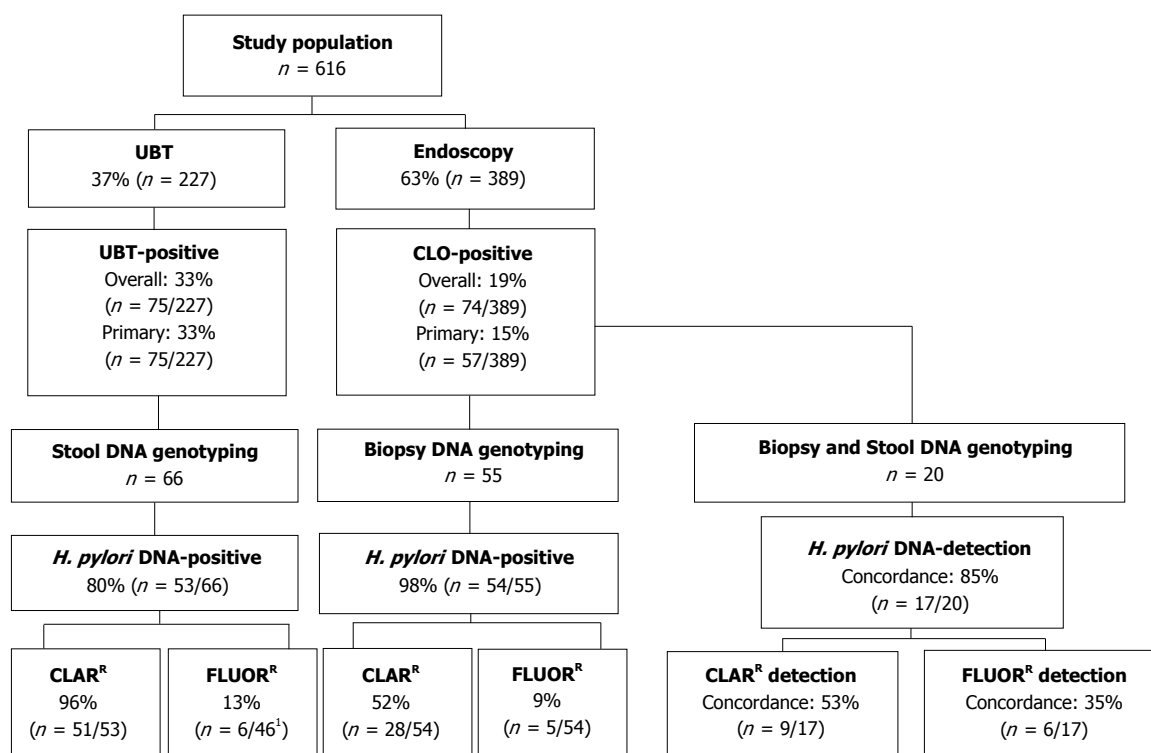 Study population
n = 616
UBT
37% (n = 227)
Endoscopy
63% (n = 389)
UBT-positive
Overall: 33%
(n = 75/227)
Primary: 33%
(n = 75/227)
CLO-positive
Overall: 19%
(n = 74/389)
Primary: 15%
(n = 57/389)
Stool DNA genotyping
n = 66
Biopsy DNA genotyping
n = 55
Biopsy and Stool DNA genotyping
n = 20
H. pylori DNA-positive
80% (n = 53/66)
H. pylori DNA-positive
98% (n = 54/55)
H. pylori DNA-detection
Concordance: 85%
(n = 17/20)
CLARᴿ
96%
(n = 51/53)
FLUORᴿ
13%
(n = 6/46¹)
CLARᴿ
52%
(n = 28/54)
FLUORᴿ
9%
(n = 5/54)
CLARᴿ detection
Concordance: 53%
(n = 9/17)
FLUORᴿ detection
Concordance: 35%
(n = 6/17)